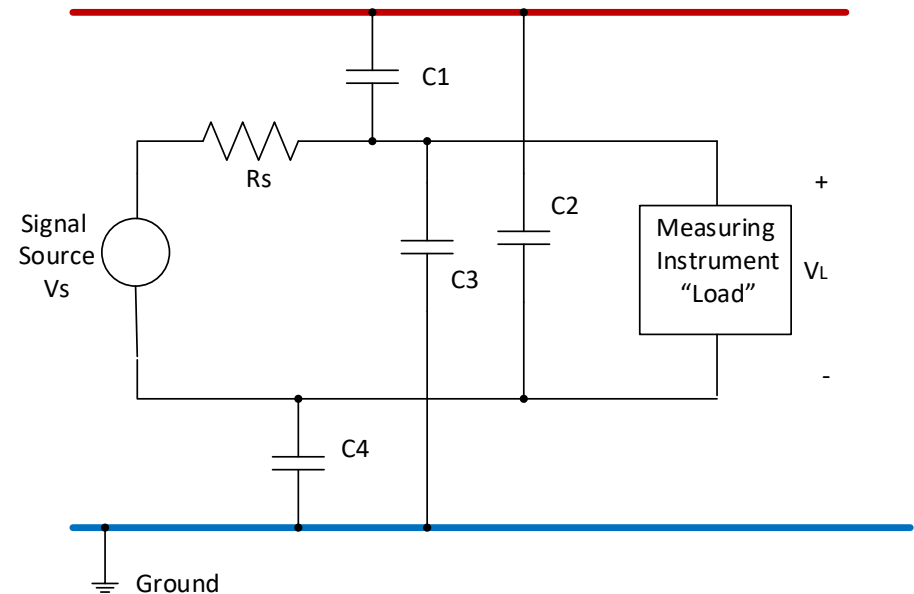 C1
Rs
C2
+
Signal
Source
Vs
C3
Measuring
Instrument
“Load”
VL
-
C4
Ground